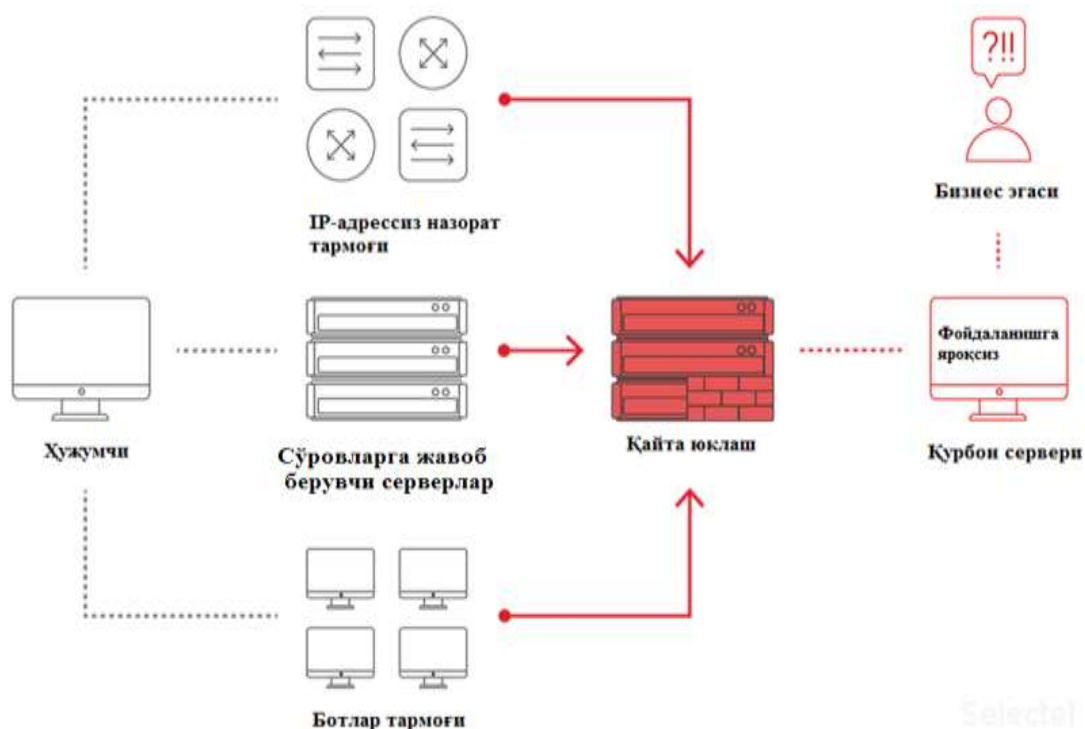 ?!!
Бизнес эгаси
IP-адрессиз назорат
тармоғи
Фойдаланишга
яроқсиз
Ҳужумчи
Сўровларга жавоб
берувчи серверлар
Қайта юклаш
Қурбон сервери
Ботлар тармоғи
Selectel